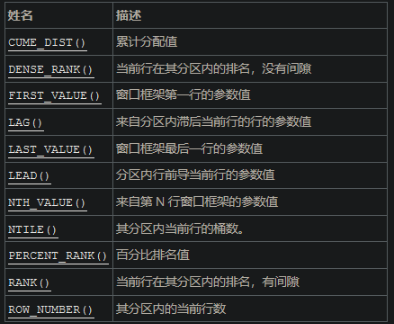 姓名 描述
CUME_DIST() 累计分配值
DENSE_RANK() 当前行在其分区内的排名，没有间隙
FIRST_VALUE() 窗口框架第一行的参数值
LAG() 来自分区内滞后当前行的行的参数值
LAST_VALUE() 窗口框架最后一行的参数值
LEAD() 分区内行前导当前行的参数值
NTH_VALUE() 来自第 N 行窗口框架的参数值
NTILE() 其分区内当前行的桶数。
PERCENT_RANK() 百分比排名值
RANK() 当前行在其分区内的排名，有间隙
ROW_NUMBER() 其分区内的当前行数